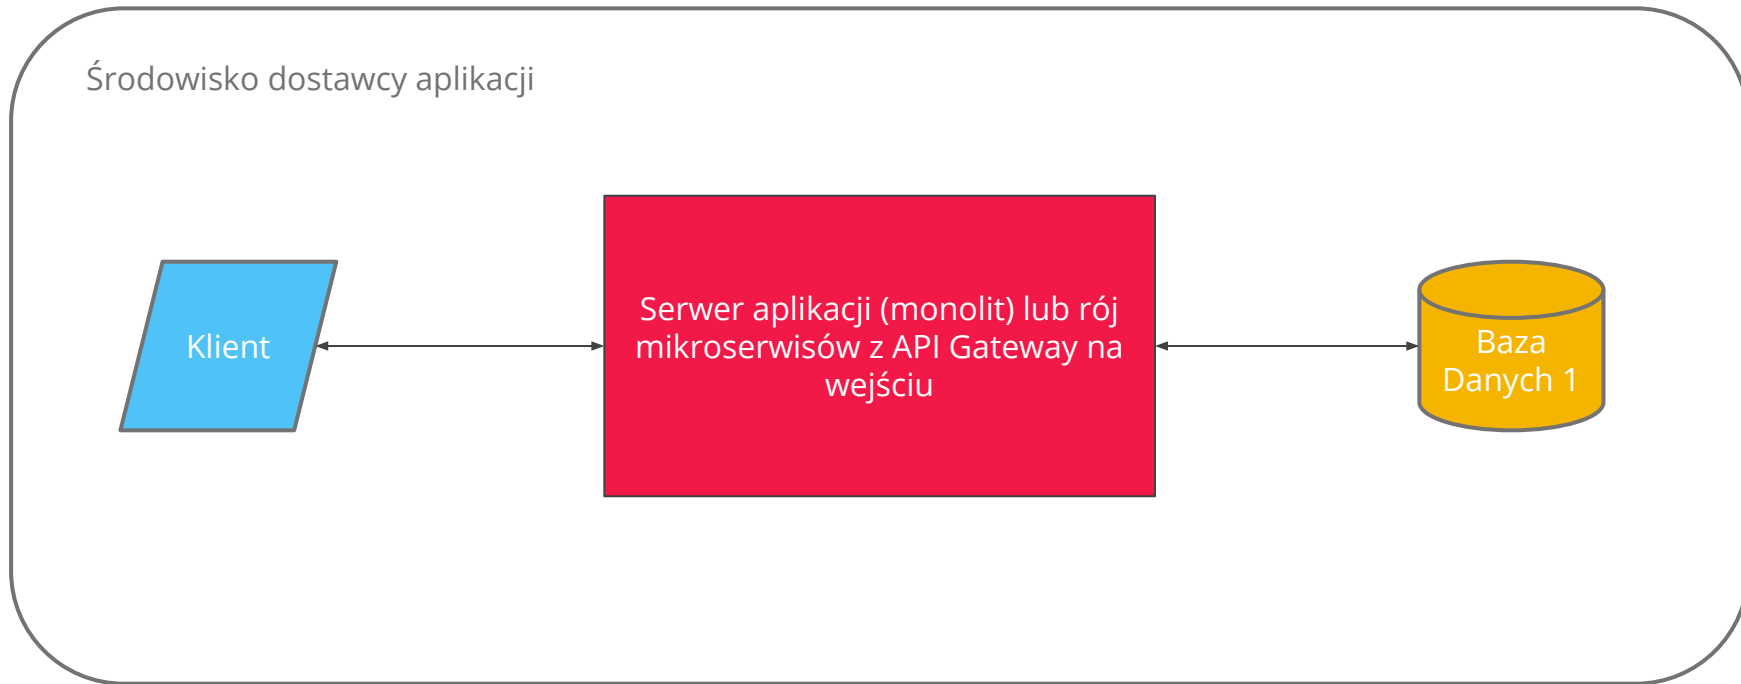 Środowisko dostawcy aplikacji
Klient
Serwer aplikacji (monolit) lub rój
mikroserwisów z API Gateway na
wejściu
Baza
Danych 1